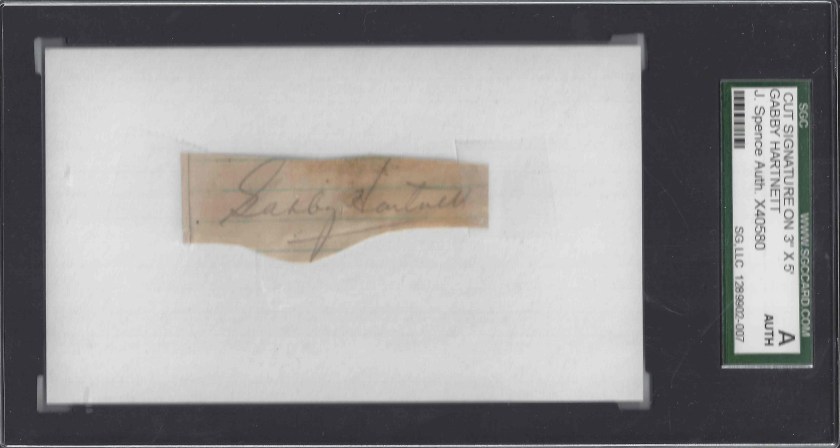 Gabby Hartnett
SGC WWW.SGCCARD.COM
CUT SIGNATURE ON 3" X 5'
GABBY HARTNETT
J. Spence Auth. X40580
A
AUTH
SG,LLC 1289902-007